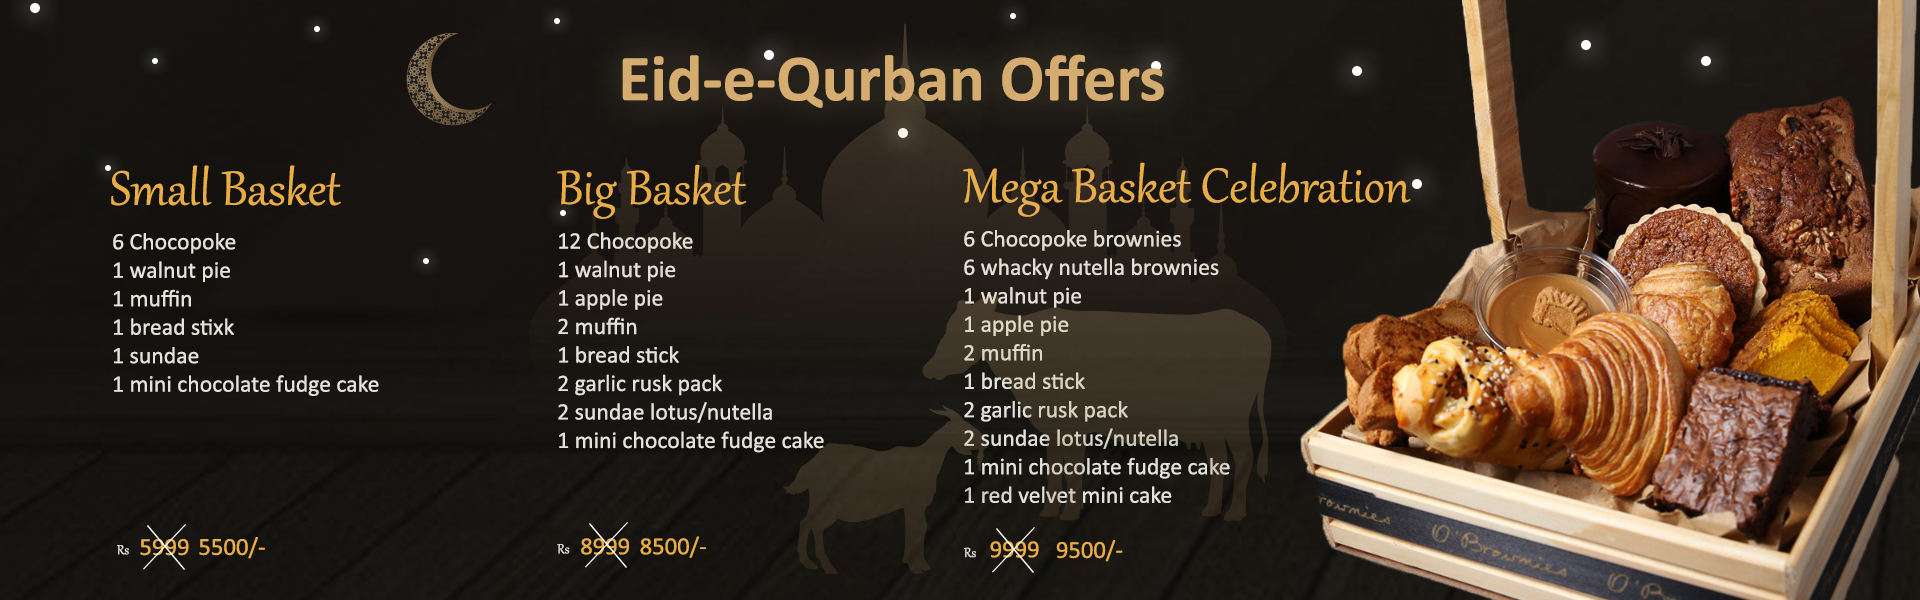 Eid-e-Qurban Offers
Small Basket
6 Chocopoke
1 walnut pie
1 muffin
1 bread stixk
1 sundae
1 mini chocolate fudge cake
Rs 5999 5500/-
Big Basket
12 Chocopoke
1 walnut pie
1 apple pie
2 muffin
1 bread stick
2 garlic rusk pack
2 sundae lotus/nutella
1 mini chocolate fudge cake
Rs 8999 8500/-
Mega Basket Celebration
6 Chocopoke brownies
6 whacky nutella brownies
1 walnut pie
1 apple pie
2 muffin
1 bread stick
2 garlic rusk pack
2 sundae lotus/nutella
1 mini chocolate fudge cake
1 red velvet mini cake
Rs 9999 9500/-
rownies O'Brownies O'Br